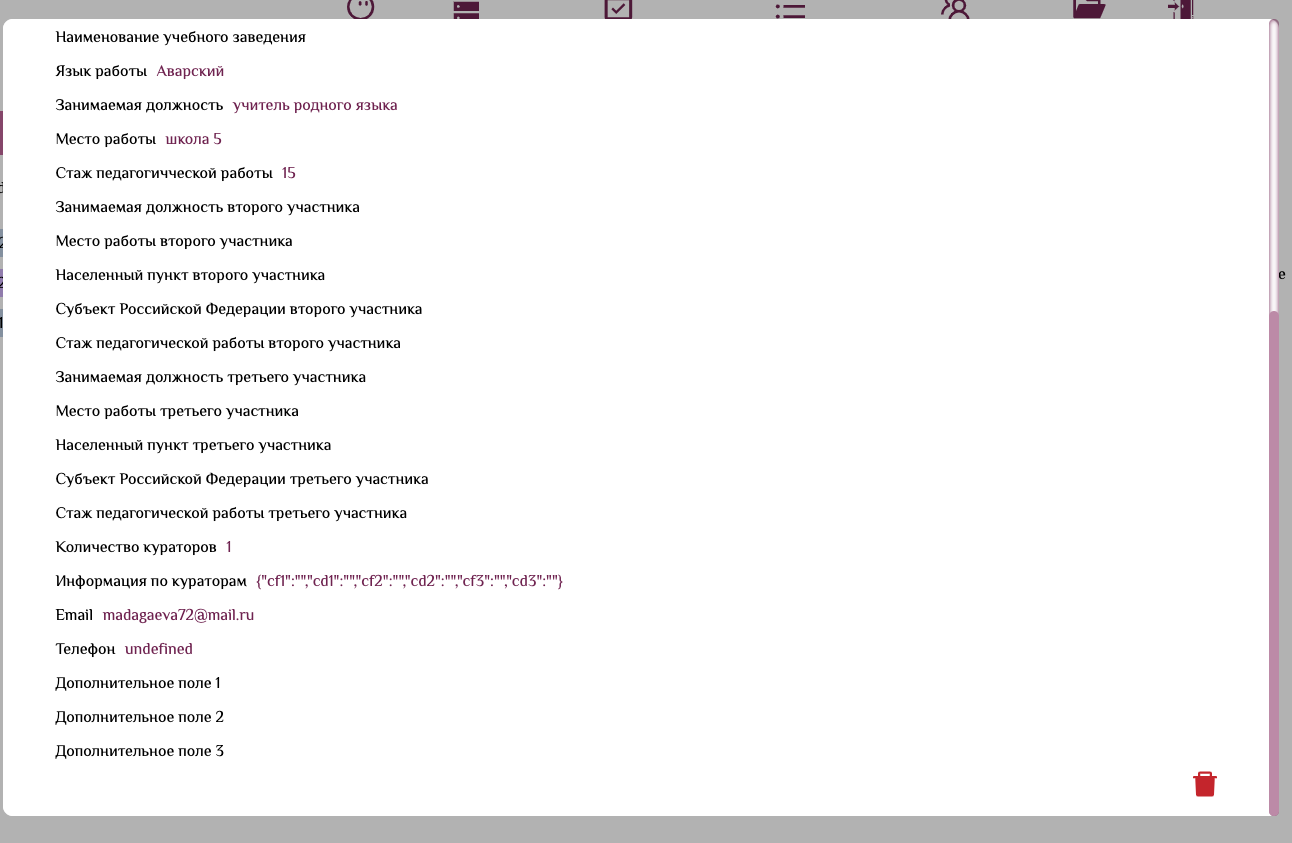 Наименование учебного заведения
Язык работы Аварский
Занимаемая должность учитель родного языка
Место работы школа 5
Стаж педагогичческой работы 15
Занимаемая должность второго участника
Место работы второго участника
Населенный пункт второго участника
Субъект Российской Федерации второго участника
Стаж педагогической работы второго участника
Занимаемая должность третьего участника
Место работы третьего участника
Населенный пункт третьего участника
Субъект Российской Федерации третьего участника
Стаж педагогической работы третьего участника
Количество кураторов 1
Информация по кураторам {"cf1":"","cd1":"","cf2":"","cd2":"","cf3":"","cd3":""}
Email madagaeva72@mail.ru
Телефон undefined
Дополнительное поле 1
Дополнительное поле 2
Дополнительное поле 3